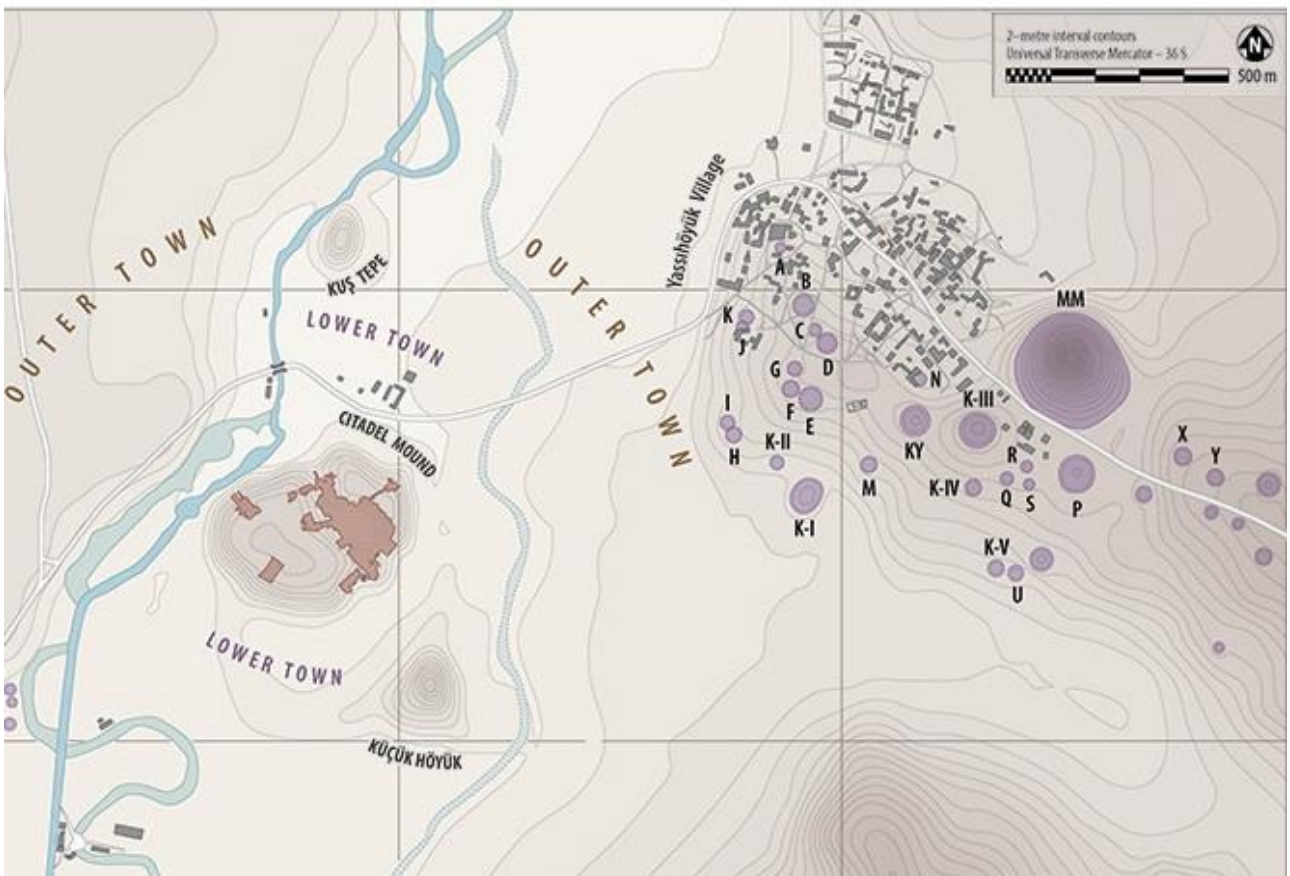 2-metre interval contours
Universal Transverse Mercator – 36 S
N
500 m
OUTER TOWN
KUŞ TEPE
LOWER TOWN
OUTER TOWN
Yassıhöyük Village
CITADEL MOUND
LOWER TOWN
KÜÇÜK HÖYÜK
A
B
K
C
J
D
G
F
E
I
H
K-II
K-I
M
N
KY
K-III
MM
R
K-IV
Q
S
P
X
Y
K-V
U